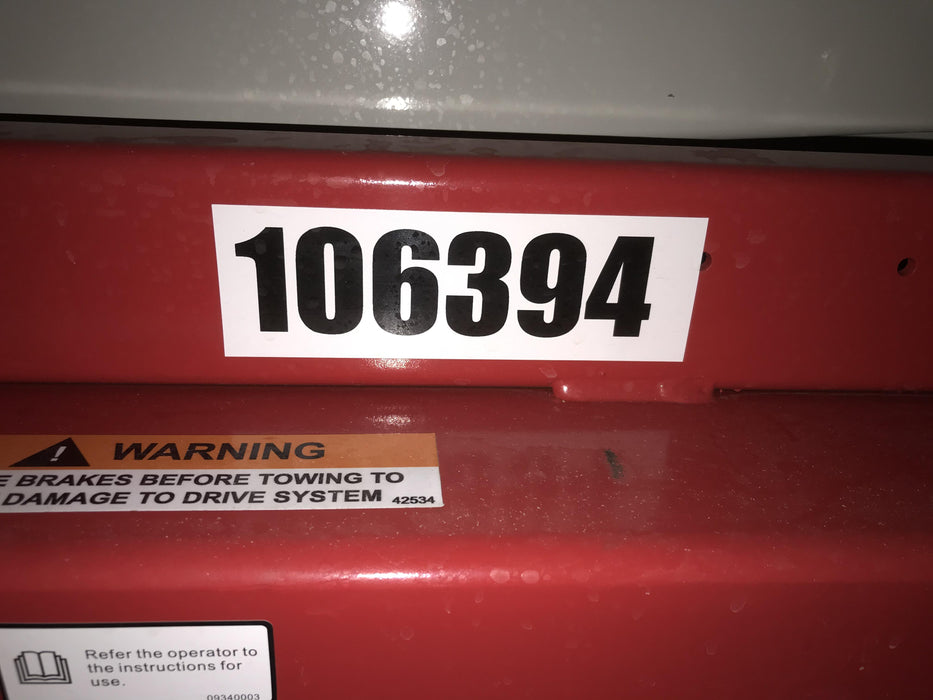 106394
WARNING
E BRAKES BEFORE TOWING TO
DAMAGE TO DRIVE SYSTEM 42534
Refer the operator to
the instructions for
use.
09340003